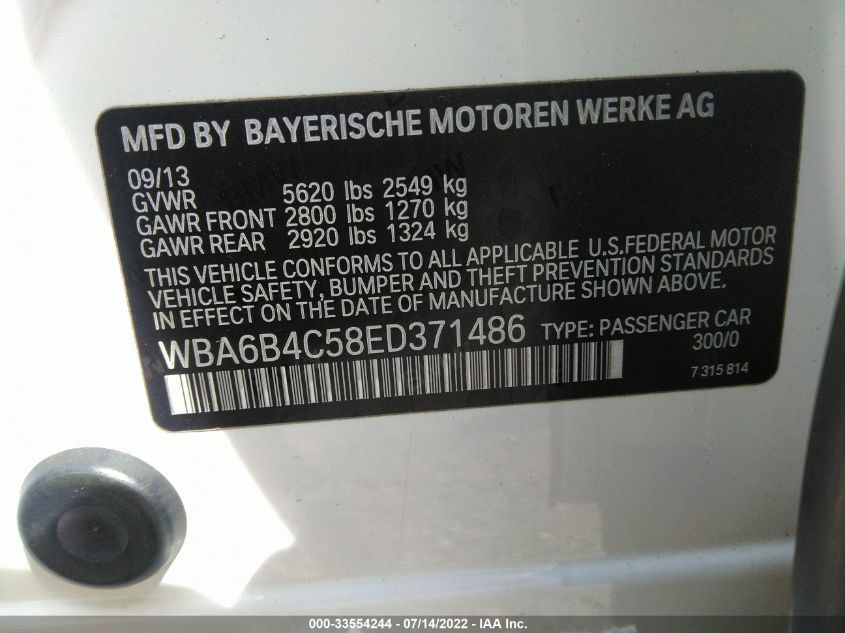 MFD BY BAYERISCHE MOTOREN WERKE AG
09/13
GVWR 5620 lbs 2549 kg
GAWR FRONT 2800 lbs 1270 kg
GAWR REAR 2920 lbs 1324 kg
THIS VEHICLE CONFORMS TO ALL APPLICABLE U.S.FEDERAL MOTOR
VEHICLE SAFETY, BUMPER AND THEFT PREVENTION STANDARDS
IN EFFECT ON THE DATE OF MANUFACTURE SHOWN ABOVE.
WBA6B4C58ED371486 TYPE: PASSENGER CAR
300/0
7 315 814
000-33554244 - 07/14/2022 - IAA Inc.